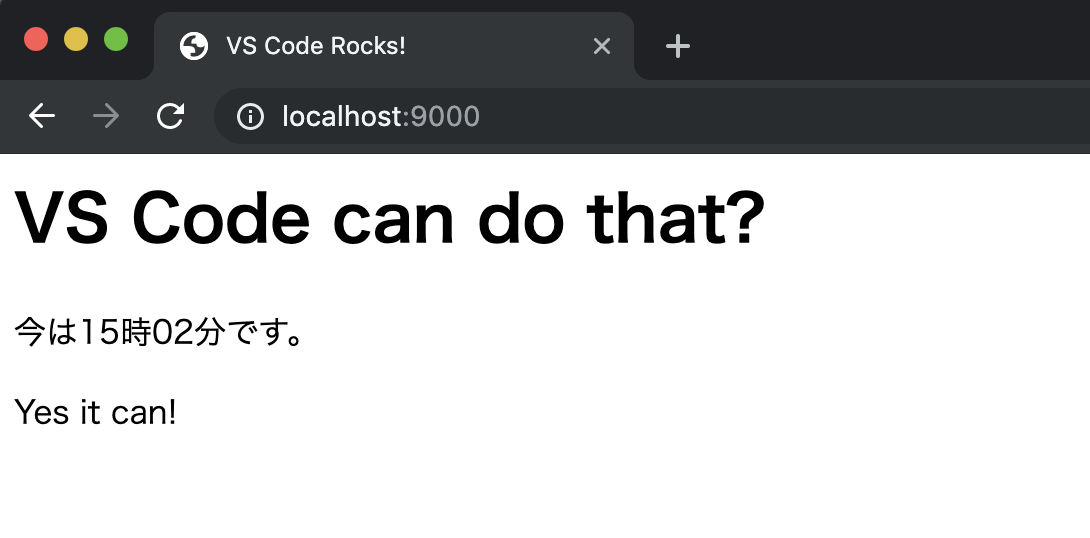 VS Code Rocks!
localhost:9000
VS Code can do that?
今は15時02分です。
Yes it can!